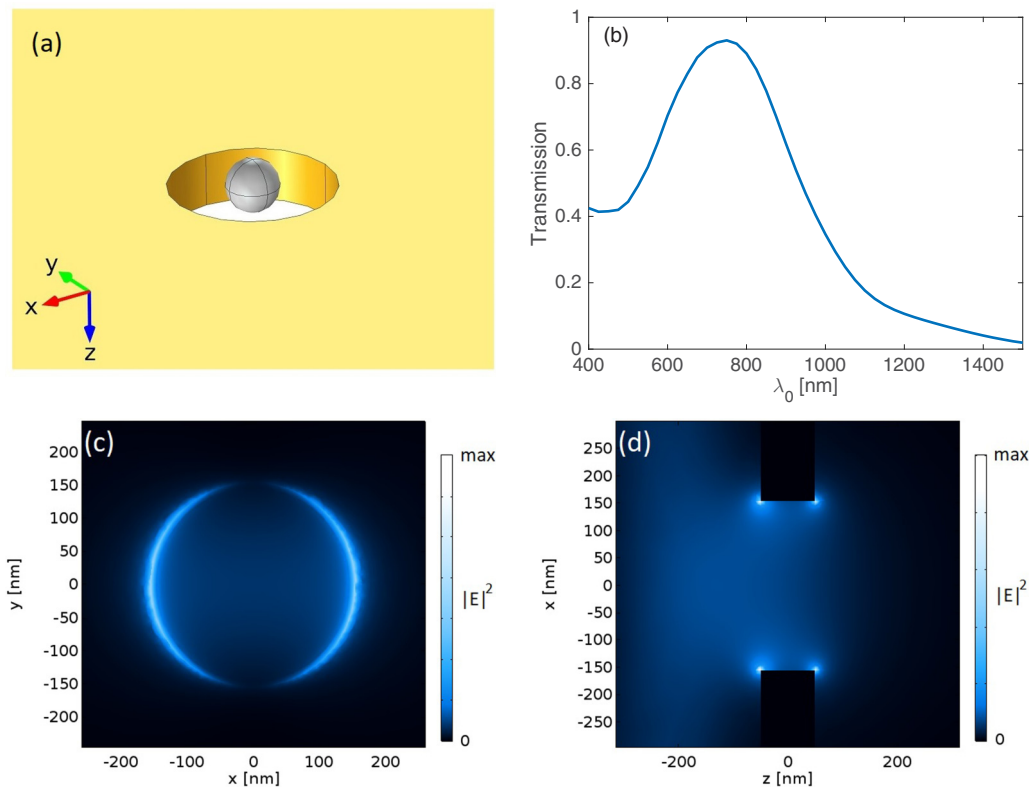 (a)
y
x
z
(b)
Transmission
1
0.8
0.6
0.4
0.2
0
400 600 800 1000 1200 1400
λ₀ [nm]
(c)
y [nm]
200
150
100
50
0
-50
-100
-150
-200
-200 -100 0 100 200
x [nm]
max
|E|²
0
(d)
x [nm]
250
200
150
100
50
0
-50
-100
-150
-200
-250
-200 0 200
z [nm]
max
|E|²
0